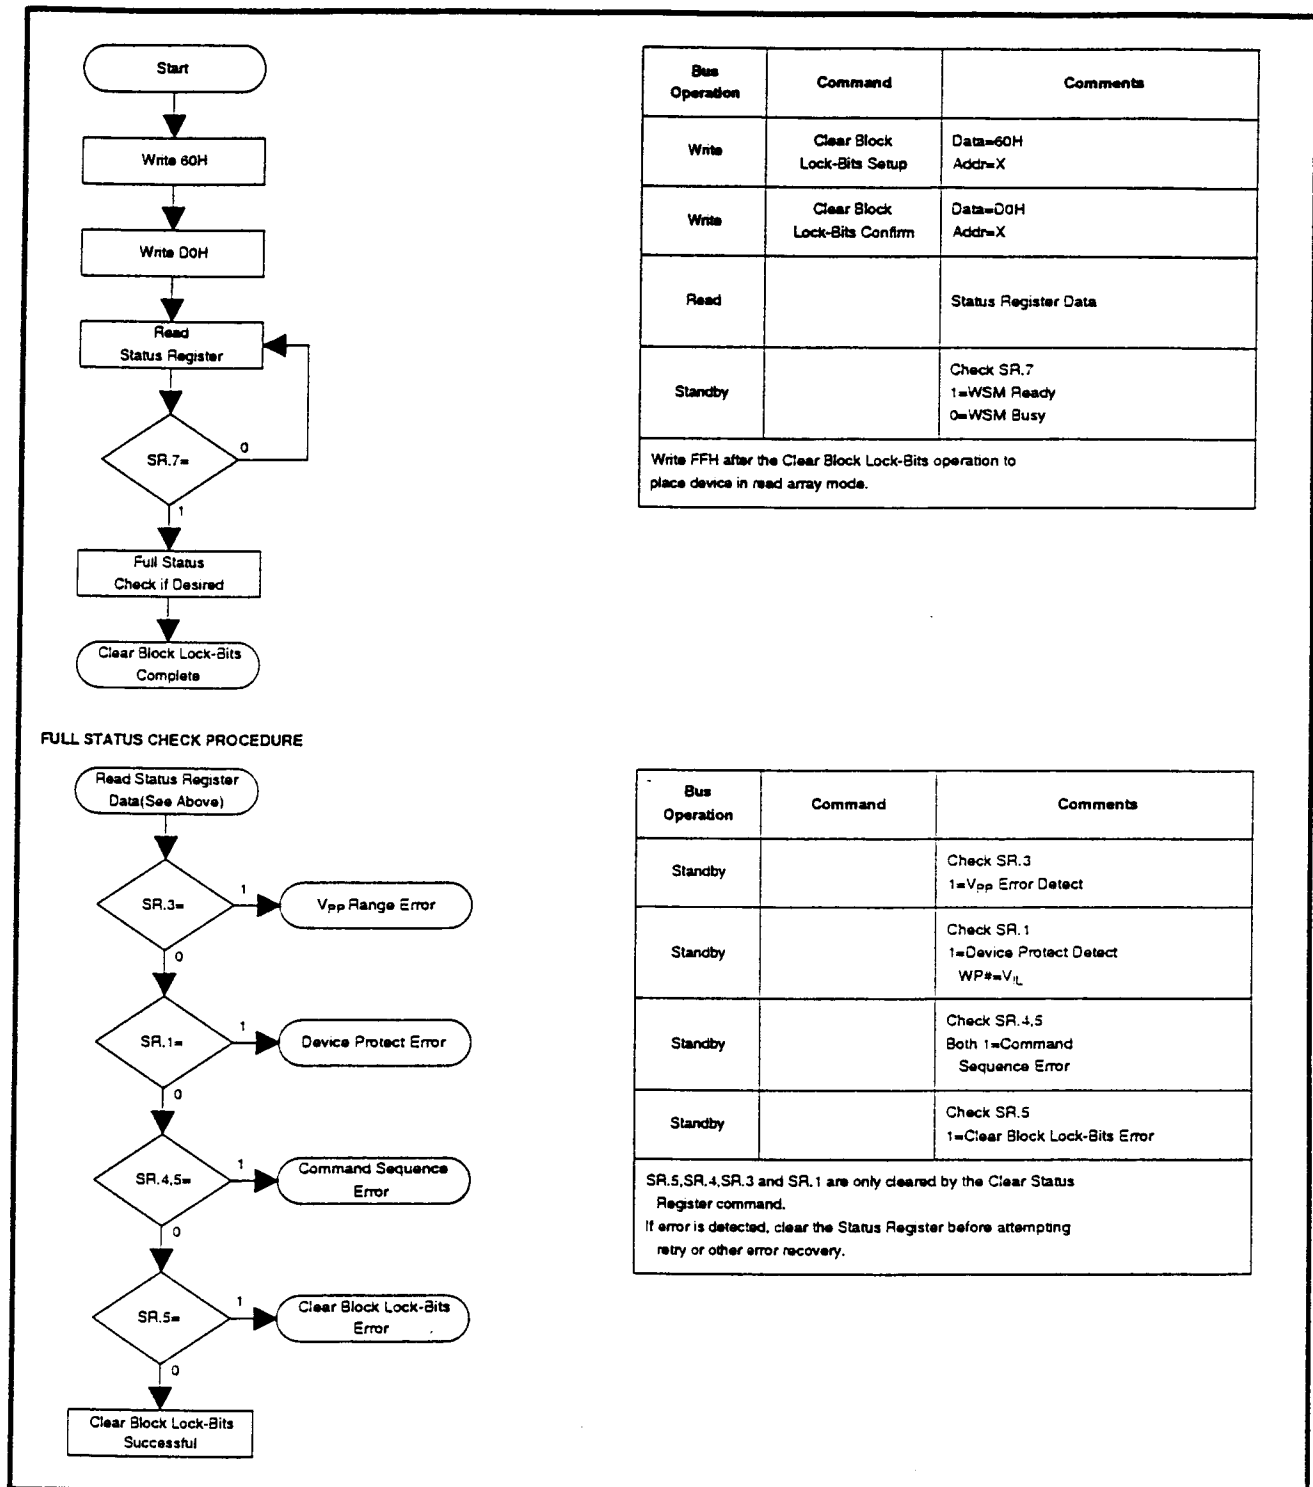 Start
Write 60H
Write D0H
Read
Status Register
SR.7=
0
1
Full Status
Check if Desired
Clear Block Lock-Bits
Complete
Bus
Operation
Command
Comments
Write
Clear Block
Lock-Bits Setup
Data=60H
Addr=X
Write
Clear Block
Lock-Bits Confirm
Data=D0H
Addr=X
Read
Status Register Data
Standby
Check SR.7
1=WSM Ready
0=WSM Busy
Write FFH after the Clear Block Lock-Bits operation to
place device in read array mode.
FULL STATUS CHECK PROCEDURE
Read Status Register
Data(See Above)
SR.3=
1
VPP Range Error
0
SR.1=
1
Device Protect Error
0
SR.4,5=
1
Command Sequence
Error
0
SR.5=
1
Clear Block Lock-Bits
Error
0
Clear Block Lock-Bits
Successful
Bus
Operation
Command
Comments
Standby
Check SR.3
1=VPP Error Detect
Standby
Check SR.1
1=Device Protect Detect
WP#=VIL
Standby
Check SR.4,5
Both 1=Command
Sequence Error
Standby
Check SR.5
1=Clear Block Lock-Bits Error
SR.5,SR.4,SR.3 and SR.1 are only cleared by the Clear Status
Register command.
If error is detected, clear the Status Register before attempting
retry or other error recovery.